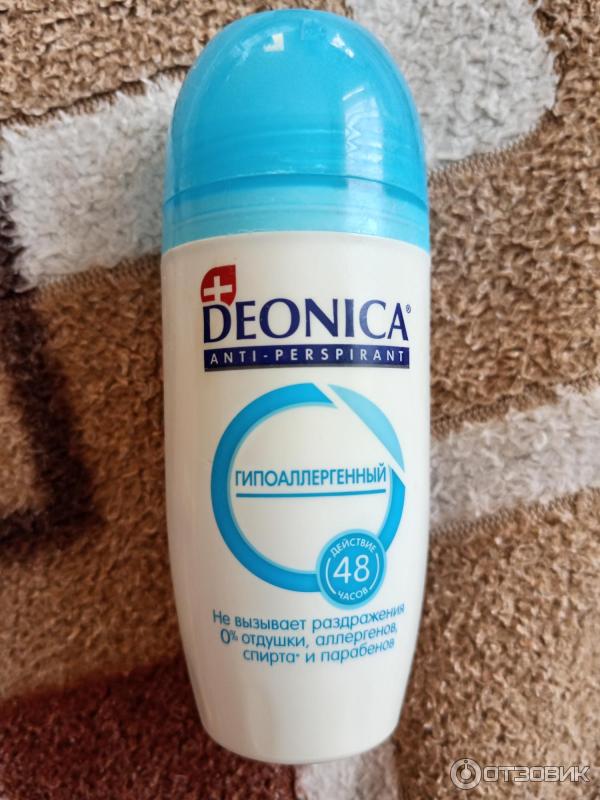 DEONICA®
ANTI-PERSPIRANT
ГИПОАЛЛЕРГЕННЫЙ
ДЕЙСТВИЕ
48
ЧАСОВ
Не вызывает раздражения
0% отдушки, аллергенов,
спирта* и парабенов
ОТЗОВИК